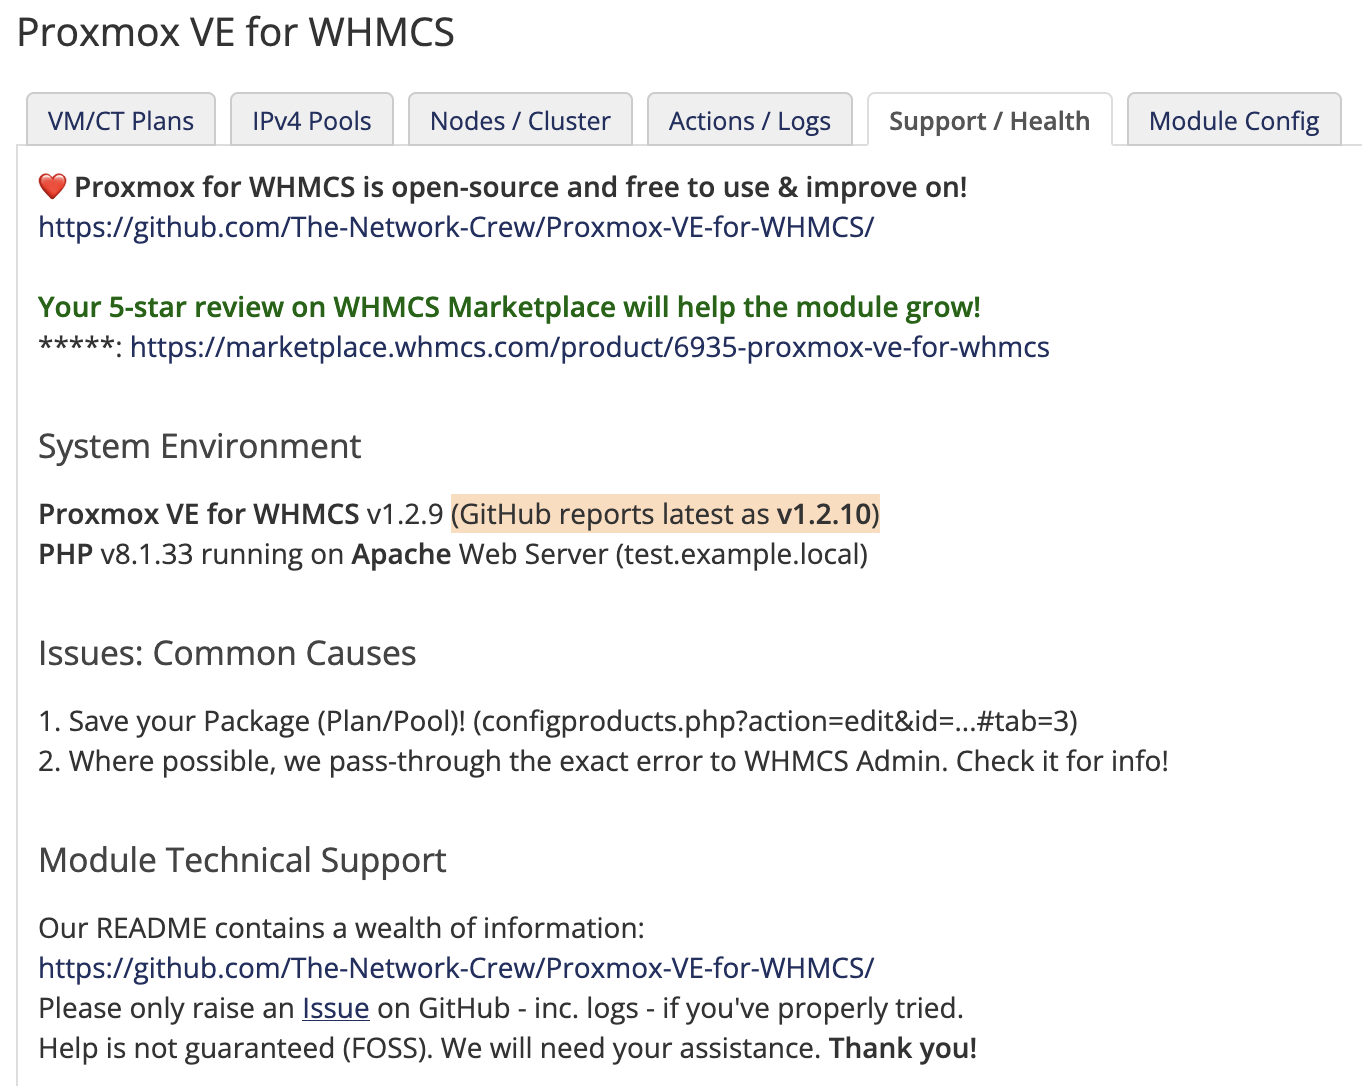 Proxmox VE for WHMCS
VM/CT Plans
IPv4 Pools
Nodes / Cluster
Actions / Logs
Support / Health
Module Config
❤️ Proxmox for WHMCS is open-source and free to use & improve on!
https://github.com/The-Network-Crew/Proxmox-VE-for-WHMCS/
Your 5-star review on WHMCS Marketplace will help the module grow!
*****: https://marketplace.whmcs.com/product/6935-proxmox-ve-for-whmcs
System Environment
Proxmox VE for WHMCS v1.2.9 (GitHub reports latest as v1.2.10)
PHP v8.1.33 running on Apache Web Server (test.example.local)
Issues: Common Causes
1. Save your Package (Plan/Pool)! (configproducts.php?action=edit&id=...#tab=3)
2. Where possible, we pass-through the exact error to WHMCS Admin. Check it for info!
Module Technical Support
Our README contains a wealth of information:
https://github.com/The-Network-Crew/Proxmox-VE-for-WHMCS/
Please only raise an Issue on GitHub - inc. logs - if you've properly tried.
Help is not guaranteed (FOSS). We will need your assistance. Thank you!